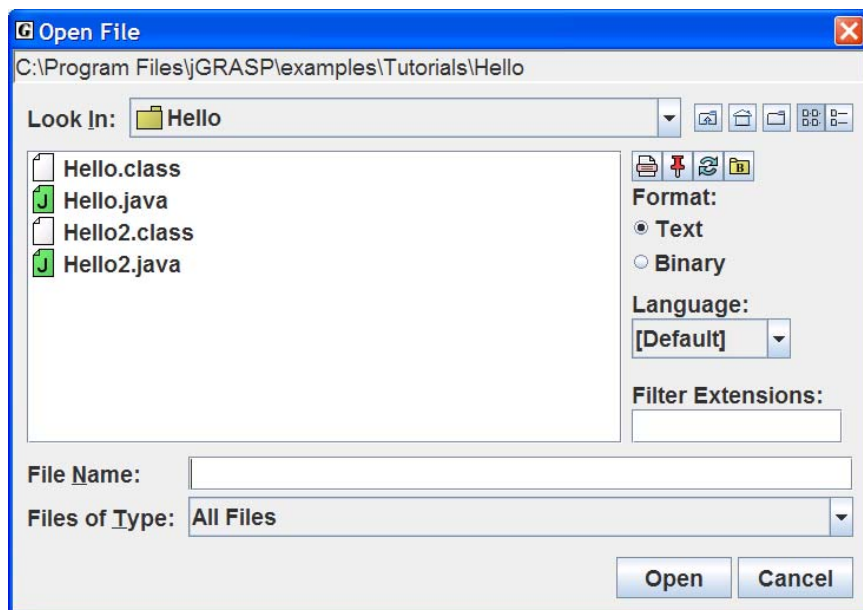 G Open File
C:\Program Files\jGRASP\examples\Tutorials\Hello
Look In: Hello
Hello.class
J Hello.java
Hello2.class
J Hello2.java
B
Format:
Text
Binary
Language:
[Default]
Filter Extensions:
File Name:
Files of Type: All Files
Open Cancel